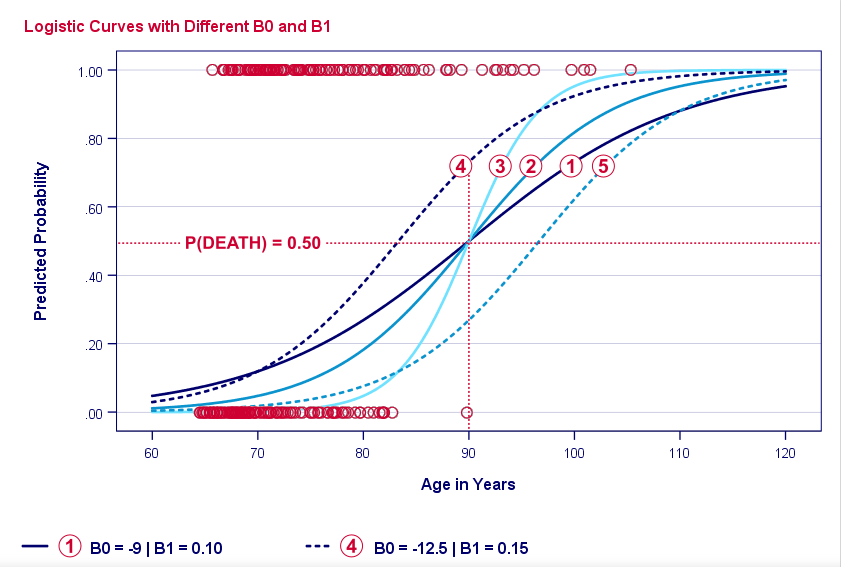 Logistic Curves with Different B0 and B1
1.00
.80
.60
.40
.20
.00
Predicted Probability
P(DEATH) = 0.50
4 3 2 1 5
60 70 80 90 100 110 120
Age in Years
1 B0 = -9 | B1 = 0.10
4 B0 = -12.5 | B1 = 0.15